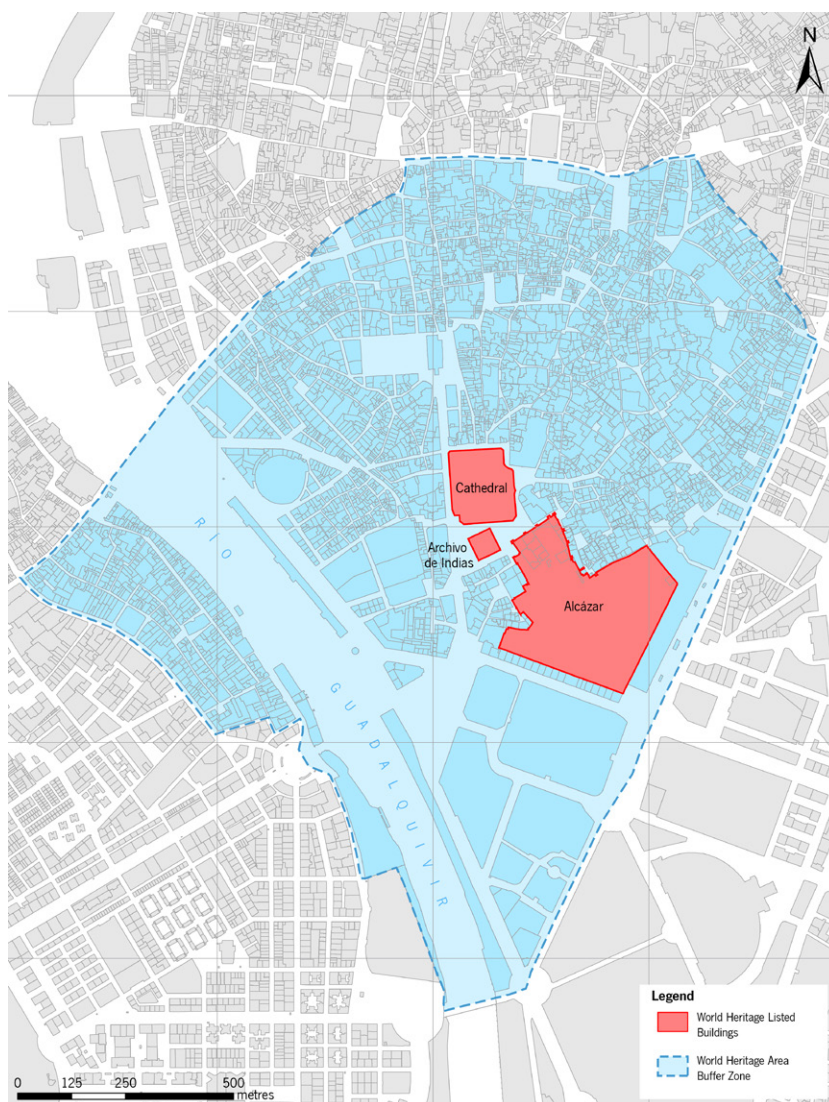 N
Cathedral
Archivo
de Indias
Alcázar
RÍO
GUADALQUIVIR
Legend
World Heritage Listed
Buildings
World Heritage Area
Buffer Zone
0 125 250 500
metres